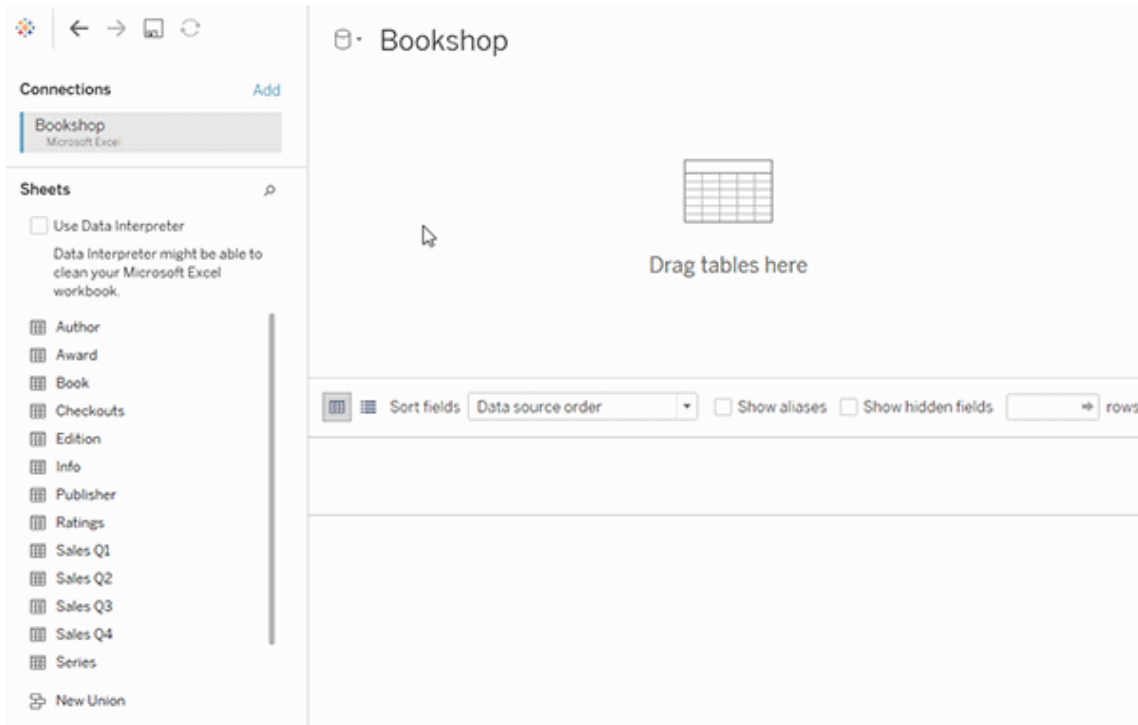 Bookshop
Connections
Add
Bookshop
Microsoft Excel
Sheets
Use Data Interpreter
Data Interpreter might be able to
clean your Microsoft Excel
workbook.
Author
Award
Book
Checkouts
Edition
Info
Publisher
Ratings
Sales Q1
Sales Q2
Sales Q3
Sales Q4
Series
New Union
Drag tables here
Sort fields Data source order Show aliases Show hidden fields rows